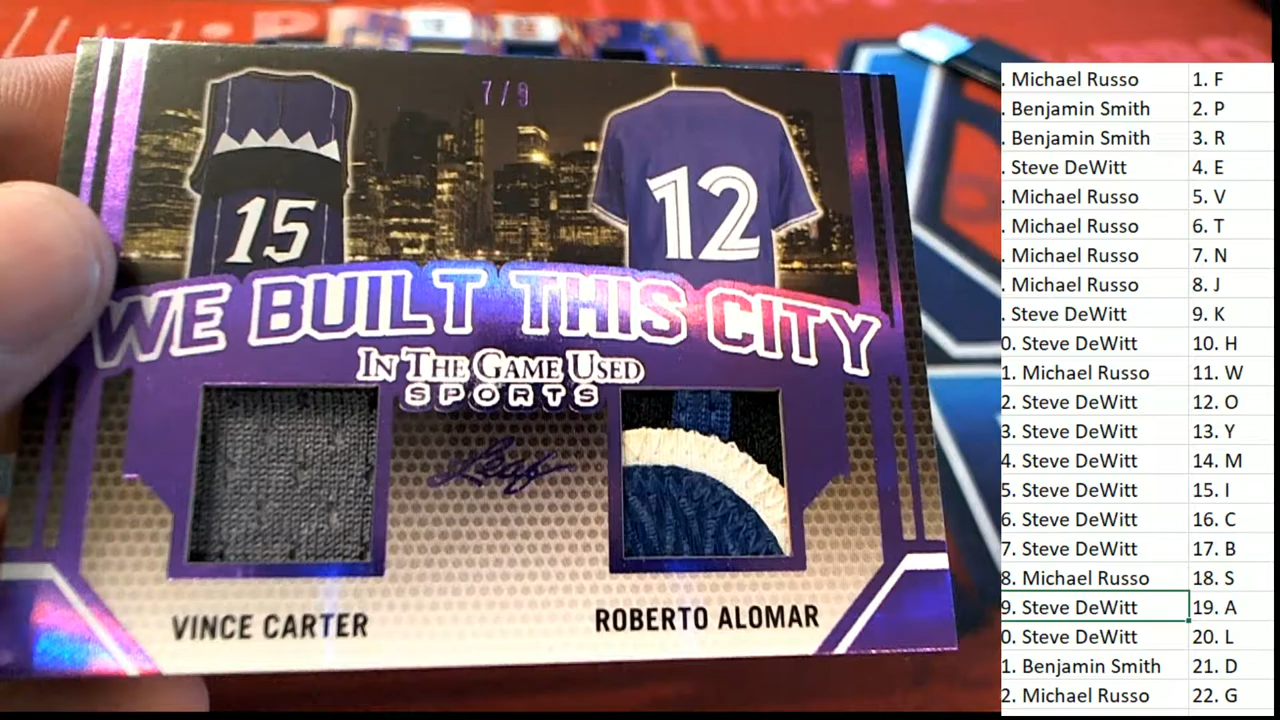 7/9
15
12
WE BUILT THIS CITY
IN THE GAME USED
SPORTS
Leaf
VINCE CARTER
ROBERTO ALOMAR
. Michael Russo 1. F
. Benjamin Smith 2. P
. Benjamin Smith 3. R
. Steve DeWitt 4. E
. Michael Russo 5. V
. Michael Russo 6. T
. Michael Russo 7. N
. Michael Russo 8. J
. Steve DeWitt 9. K
0. Steve DeWitt 10. H
1. Michael Russo 11. W
2. Steve DeWitt 12. O
3. Steve DeWitt 13. Y
4. Steve DeWitt 14. M
5. Steve DeWitt 15. I
6. Steve DeWitt 16. C
7. Steve DeWitt 17. B
8. Michael Russo 18. S
9. Steve DeWitt 19. A
0. Steve DeWitt 20. L
1. Benjamin Smith 21. D
2. Michael Russo 22. G